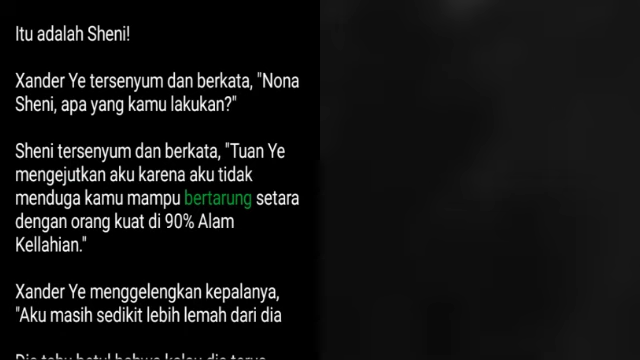 Itu adalah Sheni!
Xander Ye tersenyum dan berkata, "Nona
Sheni, apa yang kamu lakukan?"
Sheni tersenyum dan berkata, "Tuan Ye
mengejutkan aku karena aku tidak
menduga kamu mampu bertarung setara
dengan orang kuat di 90% Alam
Kellahian."
Xander Ye menggelengkan kepalanya,
"Aku masih sedikit lebih lemah dari dia